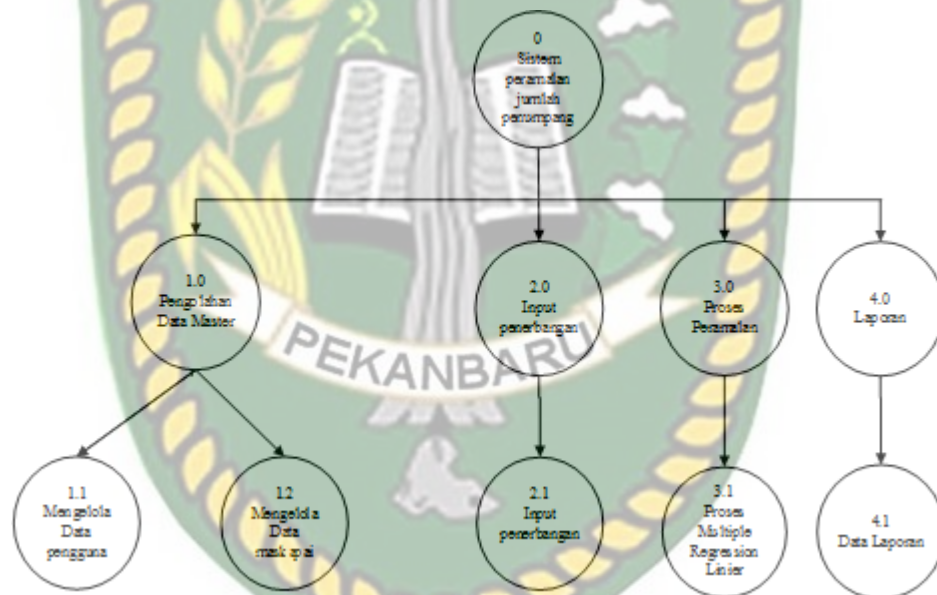 0
Sistem
peramalan
jumlah
penumpang
1.0
Pengolahan
Data Master
2.0
Input
penerbangan
3.0
Proses
Peramalan
4.0
Laporan
PEKANBARU
1.1
Mengelola
Data
pengguna
1.2
Mengelola
Data
maskapai
2.1
Input
penerbangan
3.1
Proses
Multiple
Regression
Linier
4.1
Data Laporan